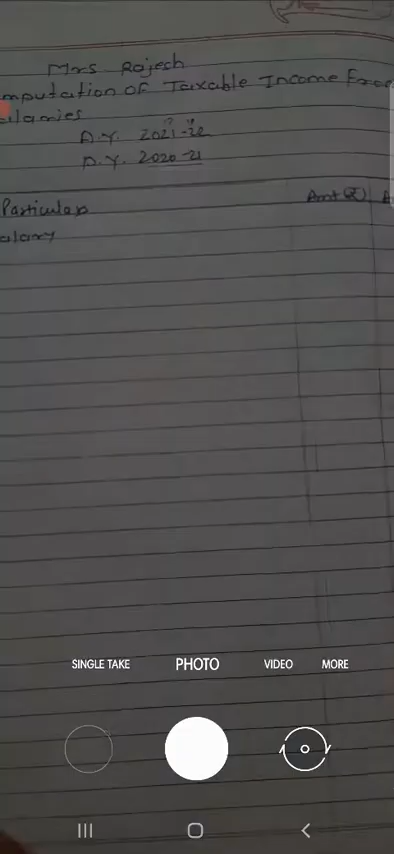 Mrs Rajesh
mputation of Taxable Income From
alaries
A.Y. 2021-22
P.Y. 2020-21
Particulars Amt (₹) A
alary
SINGLE TAKE PHOTO VIDEO MORE